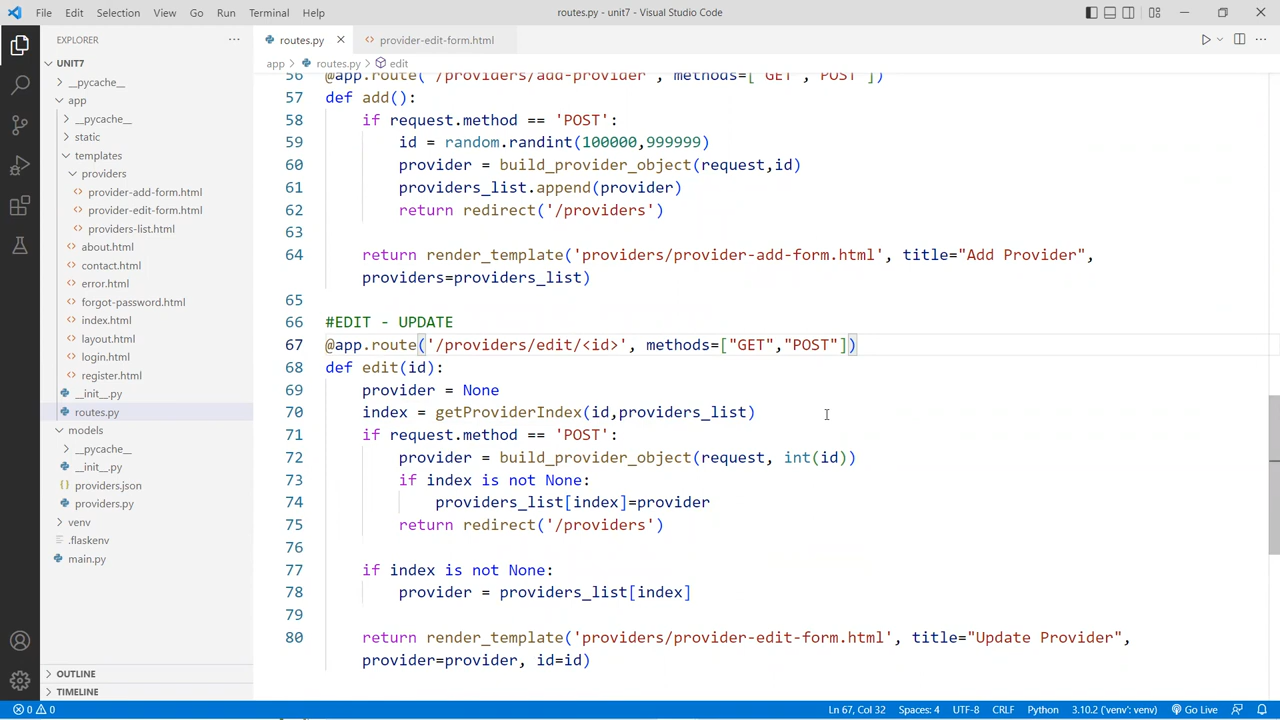 File Edit Selection View Go Run Terminal Help
routes.py - unit7 - Visual Studio Code
EXPLORER
UNIT7
__pycache__
app
__pycache__
static
templates
providers
provider-add-form.html
provider-edit-form.html
providers-list.html
about.html
contact.html
error.html
forgot-password.html
index.html
layout.html
login.html
register.html
__init__.py
routes.py
models
__pycache__
__init__.py
providers.json
providers.py
venv
.flaskenv
main.py
OUTLINE
TIMELINE
routes.py provider-edit-form.html
app > routes.py > edit
56 @app.route('/providers/add-provider', methods=["GET","POST"])
57 def add():
58 if request.method == 'POST':
59 id = random.randint(100000,999999)
60 provider = build_provider_object(request,id)
61 providers_list.append(provider)
62 return redirect('/providers')
63
64 return render_template('providers/provider-add-form.html', title="Add Provider",
providers=providers_list)
65
66 #EDIT - UPDATE
67 @app.route('/providers/edit/<id>', methods=["GET","POST"])
68 def edit(id):
69 provider = None
70 index = getProviderIndex(id,providers_list)
71 if request.method == 'POST':
72 provider = build_provider_object(request, int(id))
73 if index is not None:
74 providers_list[index]=provider
75 return redirect('/providers')
76
77 if index is not None:
78 provider = providers_list[index]
79
80 return render_template('providers/provider-edit-form.html', title="Update Provider",
provider=provider, id=id)
0 0 Ln 67, Col 32 Spaces: 4 UTF-8 CRLF Python 3.10.2 ('venv': venv) Go Live